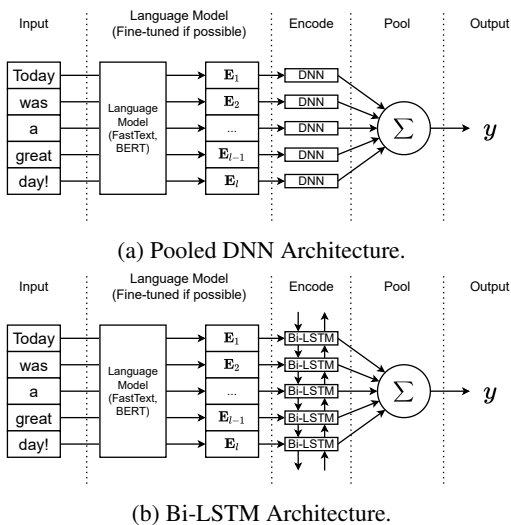 Input Language Model (Fine-tuned if possible) Encode Pool Output
Today E₁ DNN
was E₂ DNN
a Language Model (FastText, BERT) ... DNN Σ y
great Eₗ₋₁ DNN
day! Eₗ DNN
(a) Pooled DNN Architecture.
Input Language Model (Fine-tuned if possible) Encode Pool Output
Today E₁ Bi-LSTM
was E₂ Bi-LSTM
a Language Model (FastText, BERT) ... Bi-LSTM Σ y
great Eₗ₋₁ Bi-LSTM
day! Eₗ Bi-LSTM
(b) Bi-LSTM Architecture.